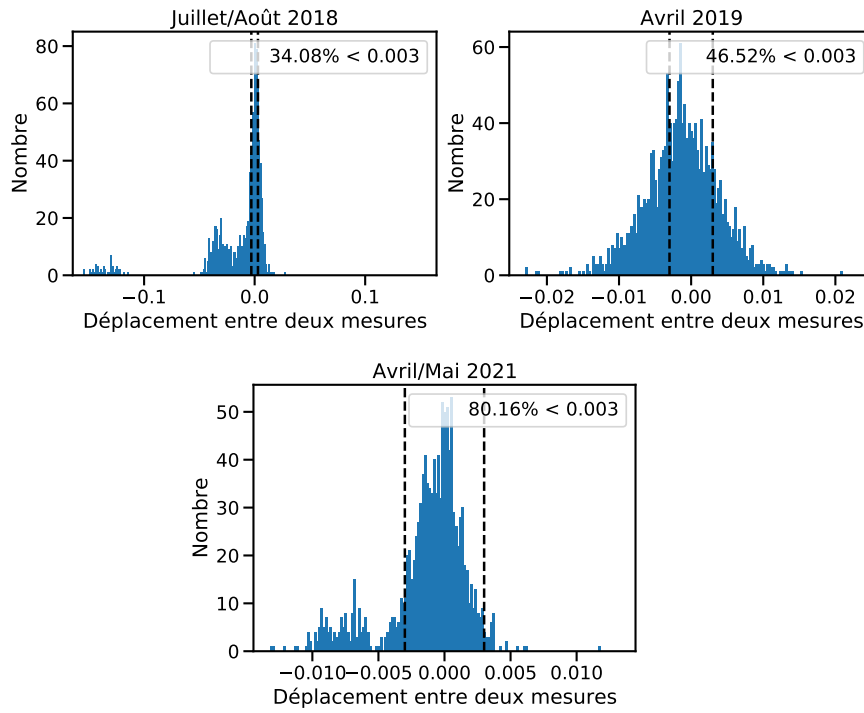 Juillet/Août 2018
34.08% < 0.003
80
60
40
20
0
Nombre
−0.1
0.0
0.1
Déplacement entre deux mesures
Avril 2019
46.52% < 0.003
60
40
20
0
Nombre
−0.02
−0.01
0.00
0.01
0.02
Déplacement entre deux mesures
Avril/Mai 2021
80.16% < 0.003
50
40
30
20
10
0
Nombre
−0.010
−0.005
0.000
0.005
0.010
Déplacement entre deux mesures